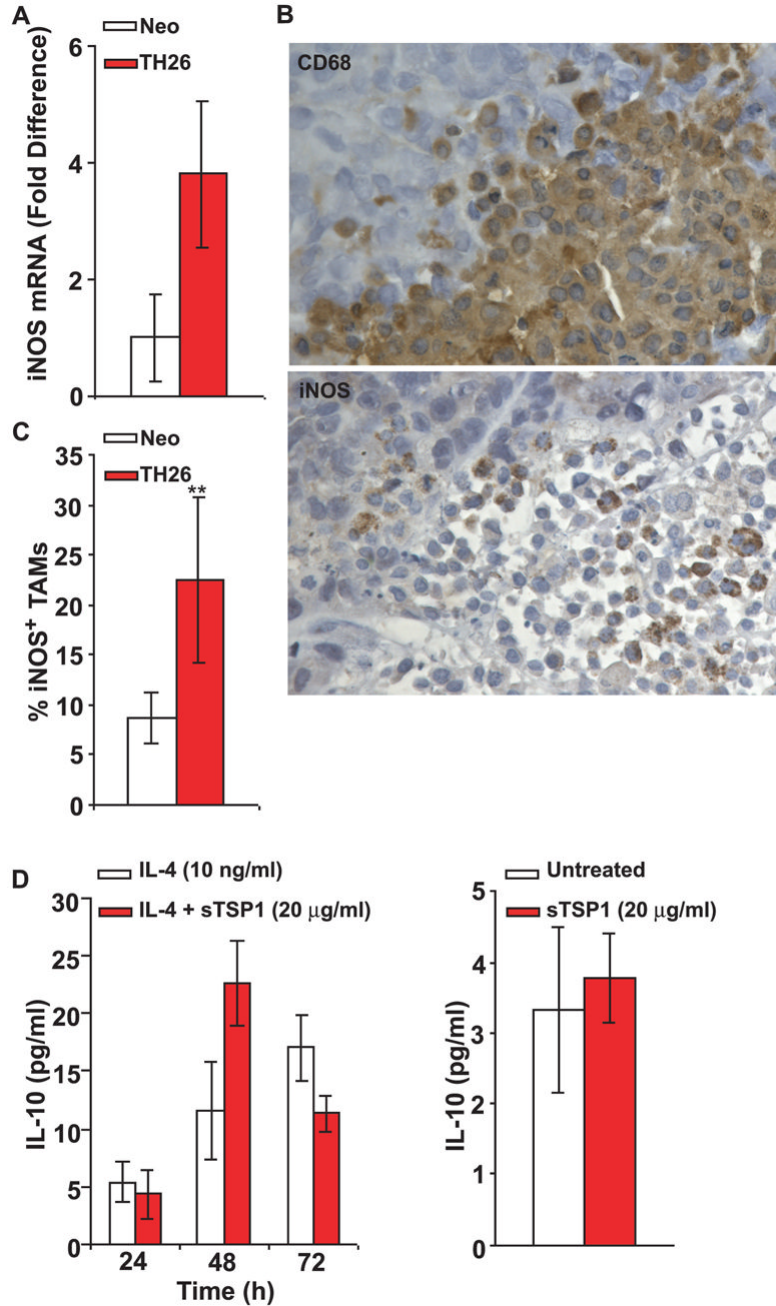 A
Neo
TH26
iNOS mRNA (Fold Difference)
6
4
2
0
B
CD68
iNOS
C
Neo
TH26
**
% iNOS+ TAMs
35
30
25
20
15
10
5
0
D
IL-4 (10 ng/ml)
IL-4 + sTSP1 (20 μg/ml)
IL-10 (pg/ml)
30
25
20
15
10
5
0
24 48 72
Time (h)
Untreated
sTSP1 (20 μg/ml)
IL-10 (pg/ml)
5
4
3
2
1
0